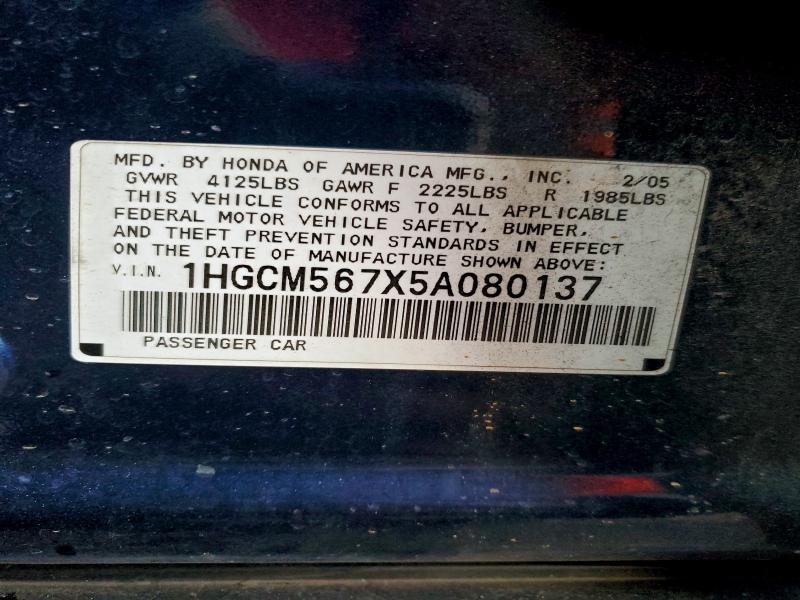 MFD. BY HONDA OF AMERICA MFG., INC. 2/05
GVWR 4125LBS GAWR F 2225LBS R 1985LBS
THIS VEHICLE CONFORMS TO ALL APPLICABLE
FEDERAL MOTOR VEHICLE SAFETY, BUMPER,
AND THEFT PREVENTION STANDARDS IN EFFECT
ON THE DATE OF MANUFACTURE SHOWN ABOVE:
V.I.N. 1HGCM567X5A080137
PASSENGER CAR